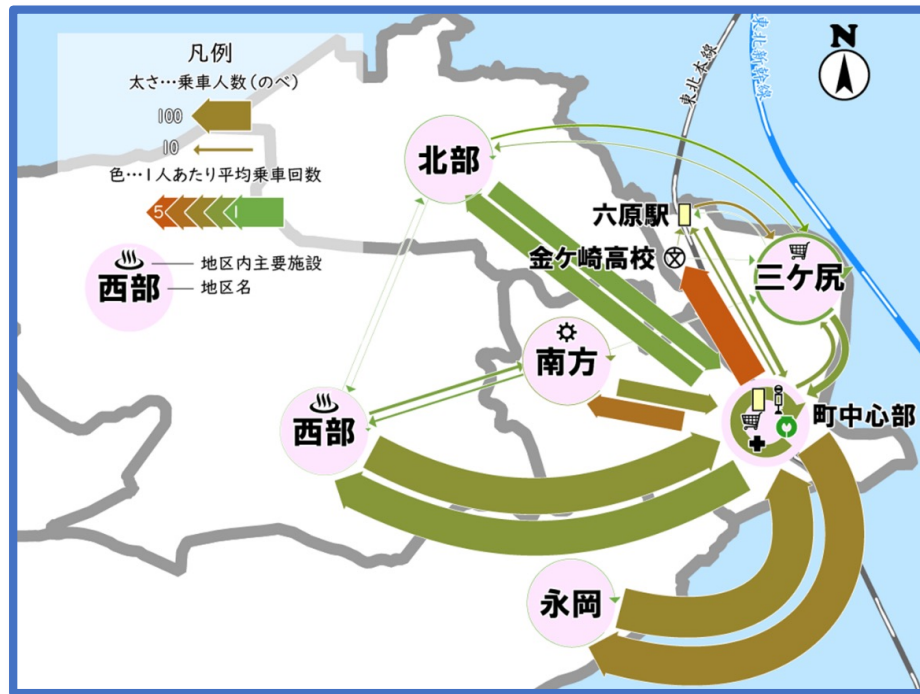 凡例
太さ…乗車人数(のべ)
100
10
色…1人あたり平均乗車回数
5
1
地区内主要施設
西部
地区名
東北本線
東北新幹線
N
北部
六原駅
金ケ崎高校
三ケ尻
南方
西部
町中心部
永岡